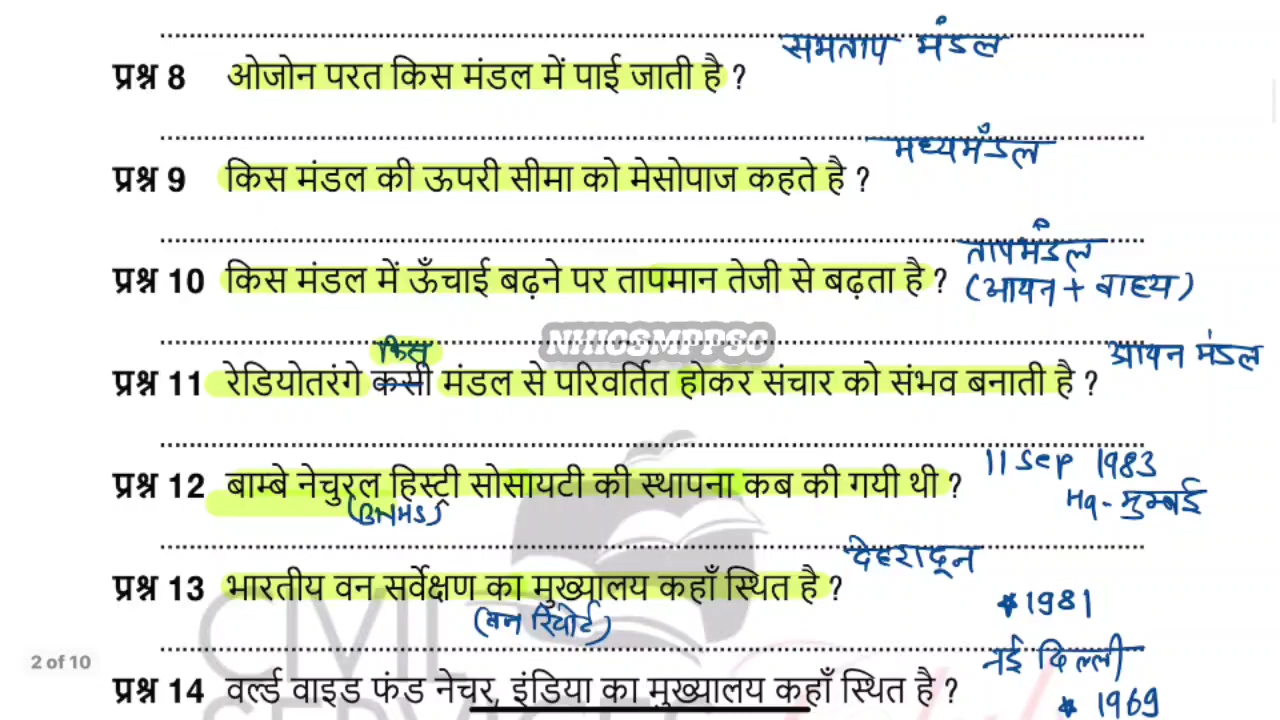 समताप मंडल
प्रश्न 8 ओजोन परत किस मंडल में पाई जाती है ?
मध्यमंडल
प्रश्न 9 किस मंडल की ऊपरी सीमा को मेसोपाज कहते है ?
तापमंडल
प्रश्न 10 किस मंडल में ऊँचाई बढ़ने पर तापमान तेजी से बढ़ता है ? (आयन + बाह्य)
NHICSMPPSC
किस
आयन मंडल
प्रश्न 11 रेडियोतरंगे कसी मंडल से परिवर्तित होकर संचार को संभव बनाती है ?
11 Sep 1983
प्रश्न 12 बाम्बे नेचुरल हिस्ट्री सोसायटी की स्थापना कब की गयी थी ?
Hq - मुम्बई
(BNHS)
देहरादून
प्रश्न 13 भारतीय वन सर्वेक्षण का मुख्यालय कहाँ स्थित है ?
* 1981
(वन रिपोर्ट)
CIVIL
2 of 10
नई दिल्ली
प्रश्न 14 वर्ल्ड वाइड फंड नेचर, इंडिया का मुख्यालय कहाँ स्थित है ?
* 1969